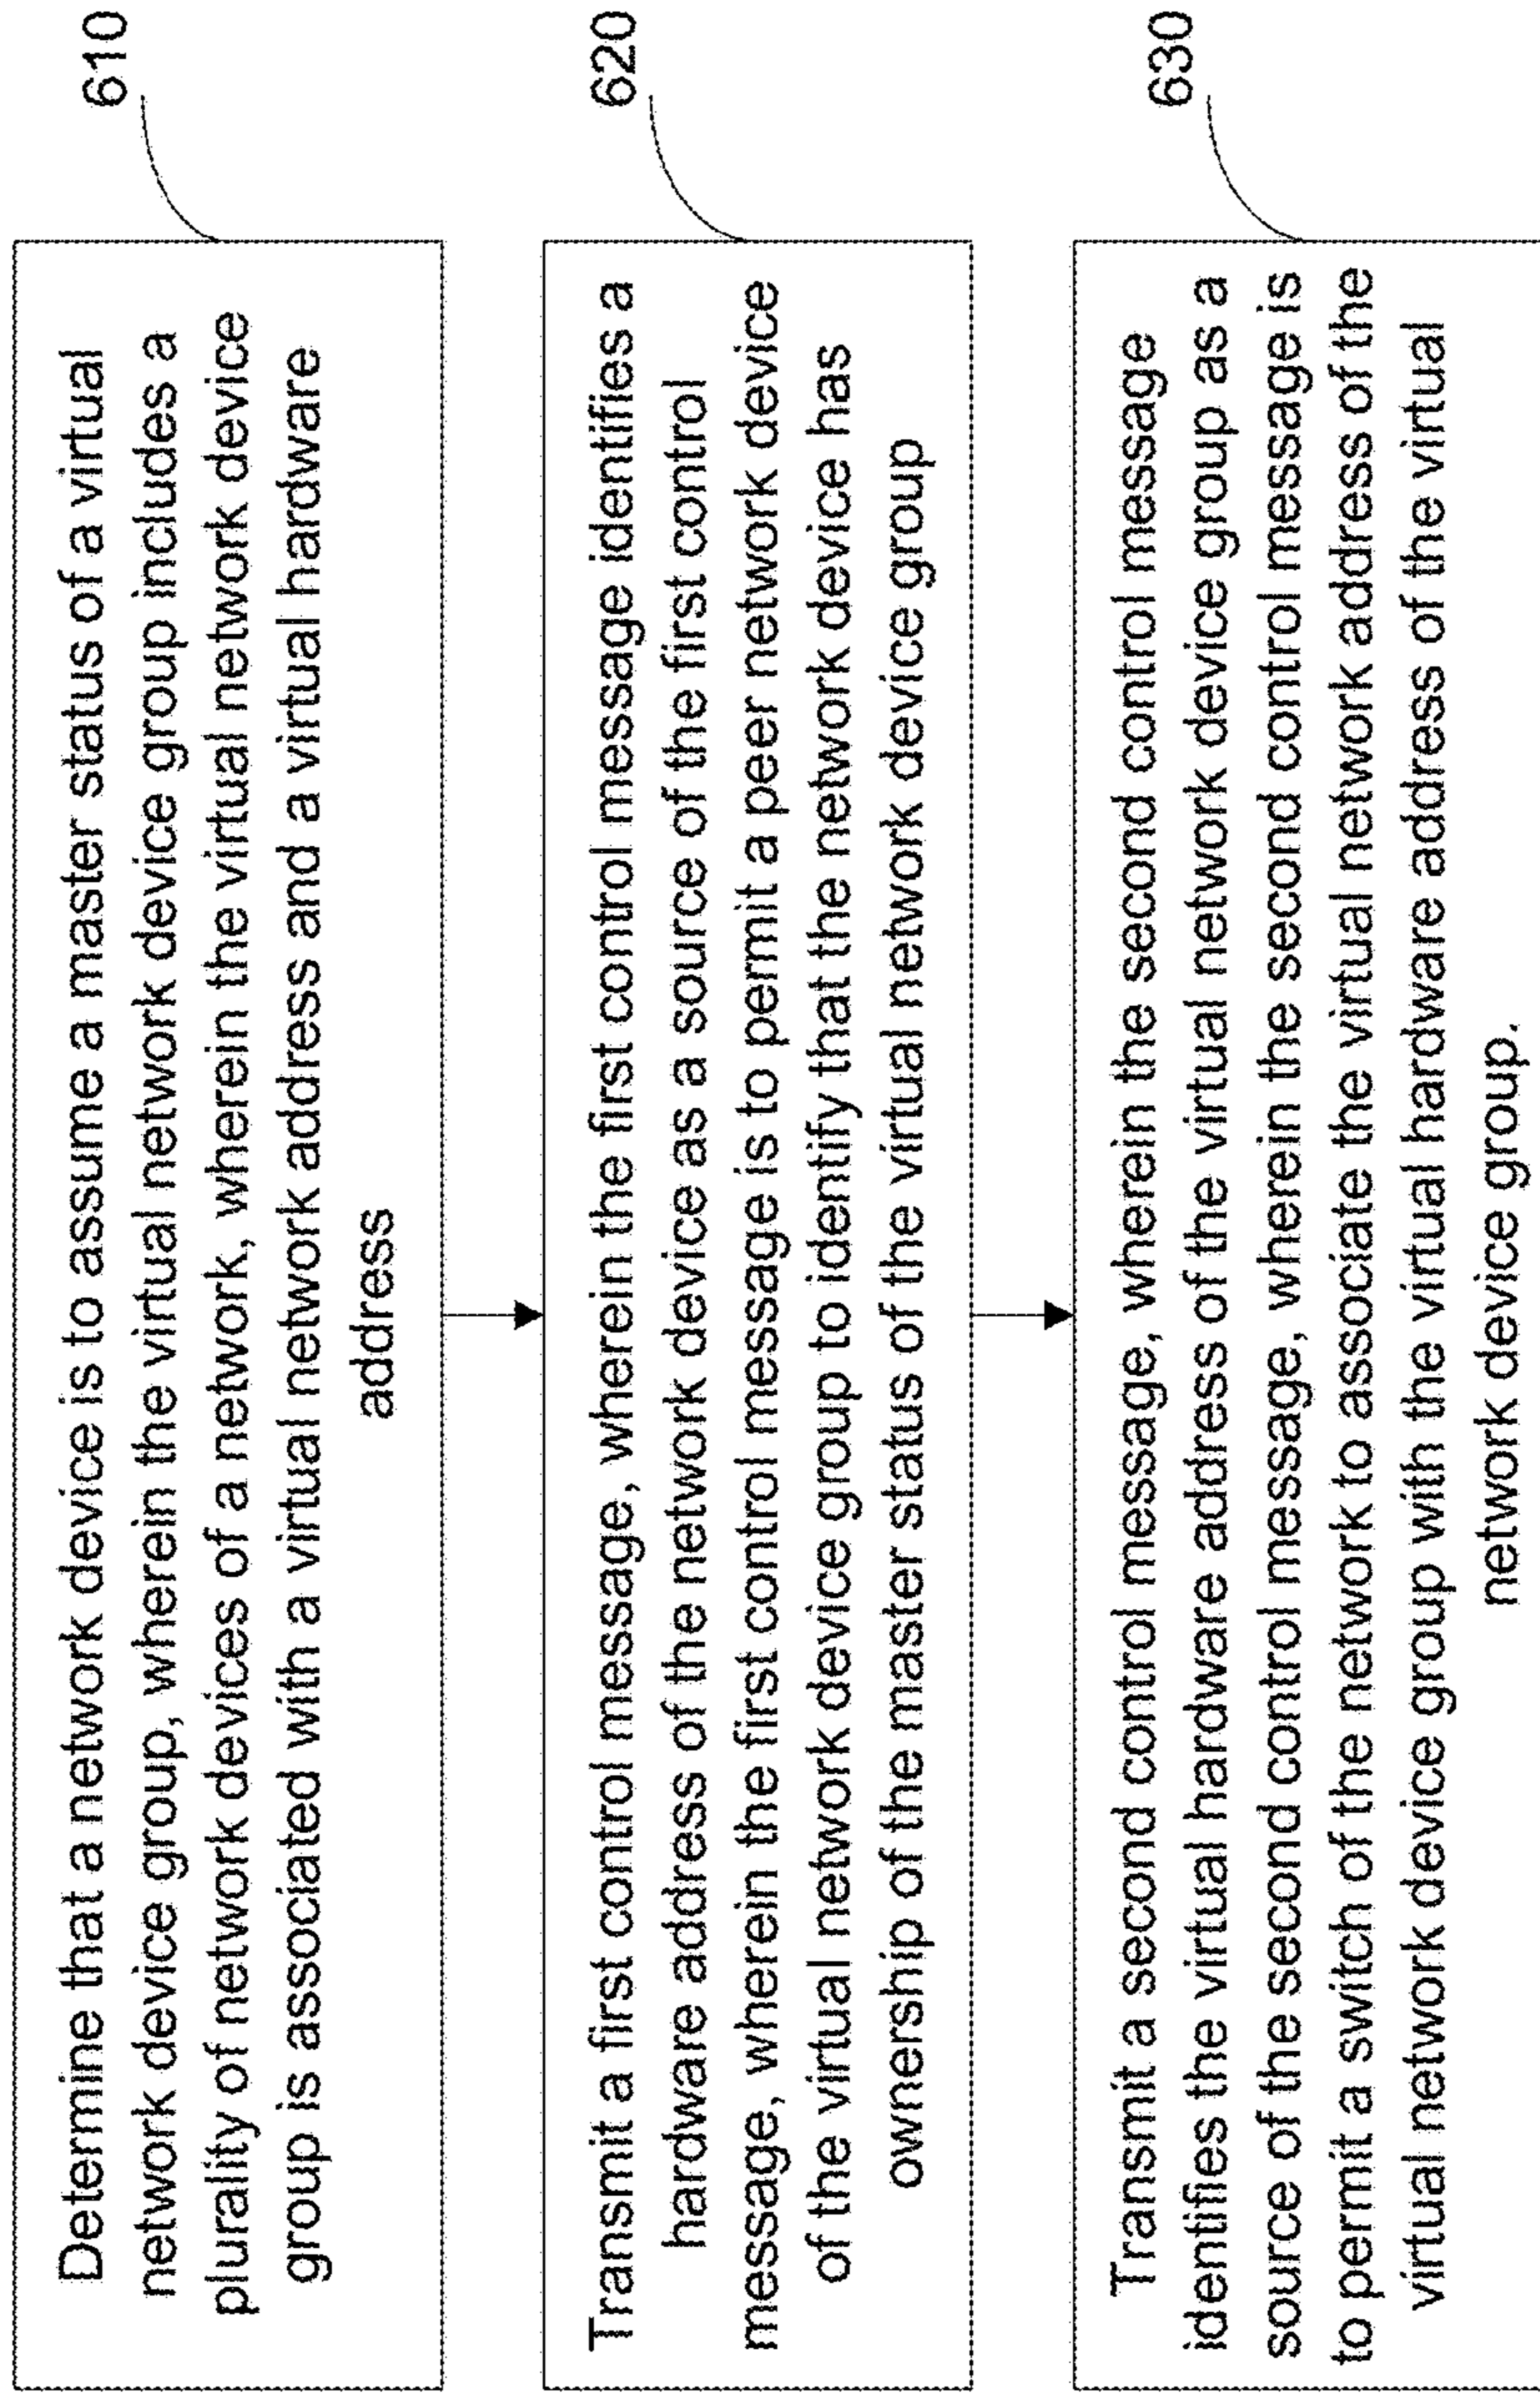 Determine that a network device is to assume a master status of a virtual
network device group, wherein the virtual network device group includes a
plurality of network devices of a network, wherein the virtual network device
group is associated with a virtual network address and a virtual hardware
address
610
Transmit a first control message, wherein the first control message identifies a
hardware address of the network device as a source of the first control
message, wherein the first control message is to permit a peer network device
of the virtual network device group to identify that the network device has
ownership of the master status of the virtual network device group
620
Transmit a second control message, wherein the second control message
identifies the virtual hardware address of the virtual network device group as a
source of the second control message, wherein the second control message is
to permit a switch of the network to associate the virtual network address of the
virtual network device group with the virtual hardware address of the virtual
network device group.
630